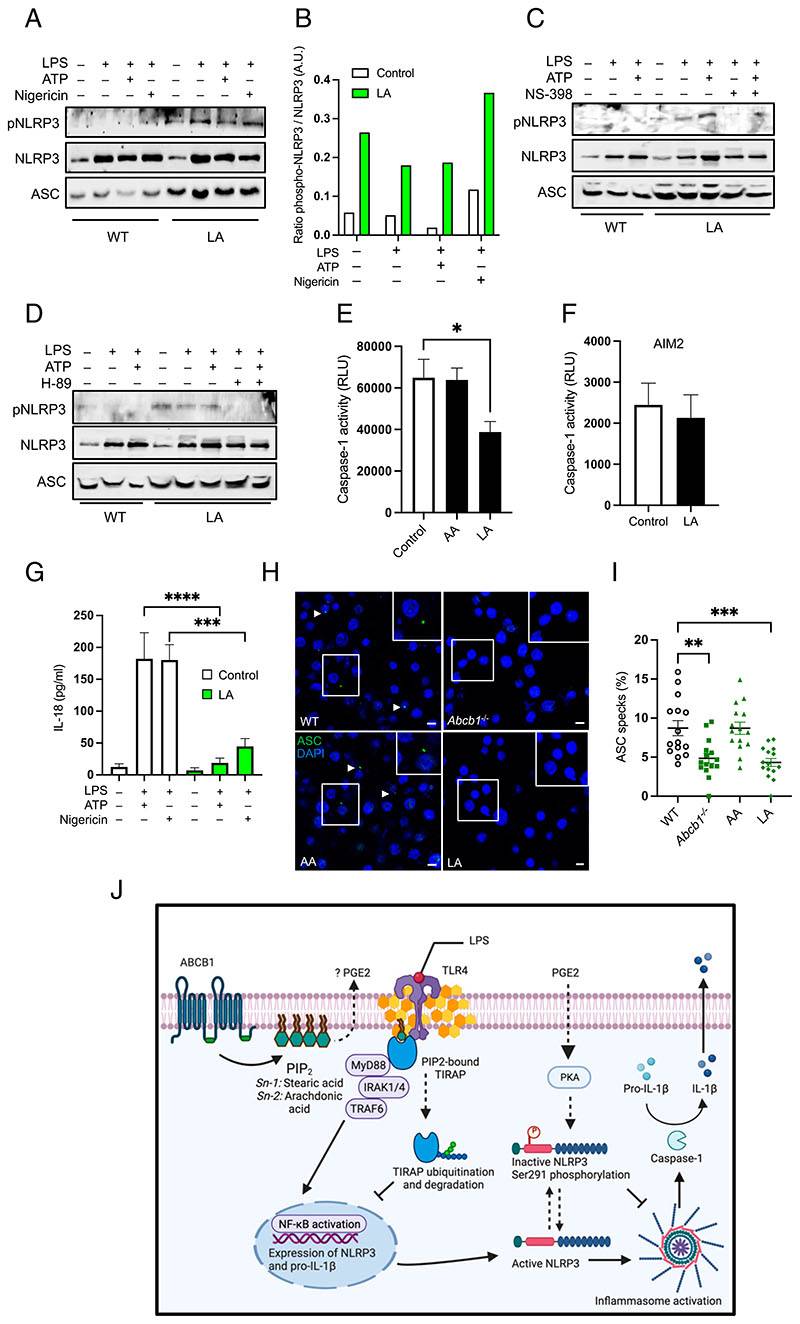 A
LPS – + + + – + + +
ATP – – + – – – + –
Nigericin – – – + – – – +
pNLRP3
NLRP3
ASC
WT LA
B
Ratio phospho-NLRP3 / NLRP3 (A.U.)
0.4
0.3
0.2
0.1
0.0
Control
LA
LPS – + + +
ATP – – + –
Nigericin – – – +
C
LPS – + + – + + + +
ATP – – + – – + – +
NS-398 – – – – – – + +
pNLRP3
NLRP3
ASC
WT LA
D
LPS – + + – + + + +
ATP – – + – – + – +
H-89 – – – – – – + +
pNLRP3
NLRP3
ASC
WT LA
E
Caspase-1 activity (RLU)
80000
60000
40000
20000
0
*
Control AA LA
F
AIM2
Caspase-1 activity (RLU)
4000
3000
2000
1000
0
Control LA
G
IL-18 (pg/ml)
250
200
150
100
50
0
****
***
Control
LA
LPS – + + – + +
ATP – + – – + –
Nigericin – – + – – +
H
WT
Abcb1-/-
ASC
DAPI
AA
LA
I
ASC specks (%)
20
15
10
5
0
***
**
WT Abcb1-/- AA LA
J
LPS
ABCB1
? PGE2
TLR4
PGE2
PIP2
Sn-1: Stearic acid
Sn-2: Arachdonic
acid
MyD88
IRAK1/4
TRAF6
PIP2-bound
TIRAP
PKA
Pro-IL-1β
IL-1β
Caspase-1
P
Inactive NLRP3
Ser291 phosphorylation
TIRAP ubiquitination
and degradation
NF-κB activation
Expression of NLRP3
and pro-IL-1β
Active NLRP3
Inflammasome activation